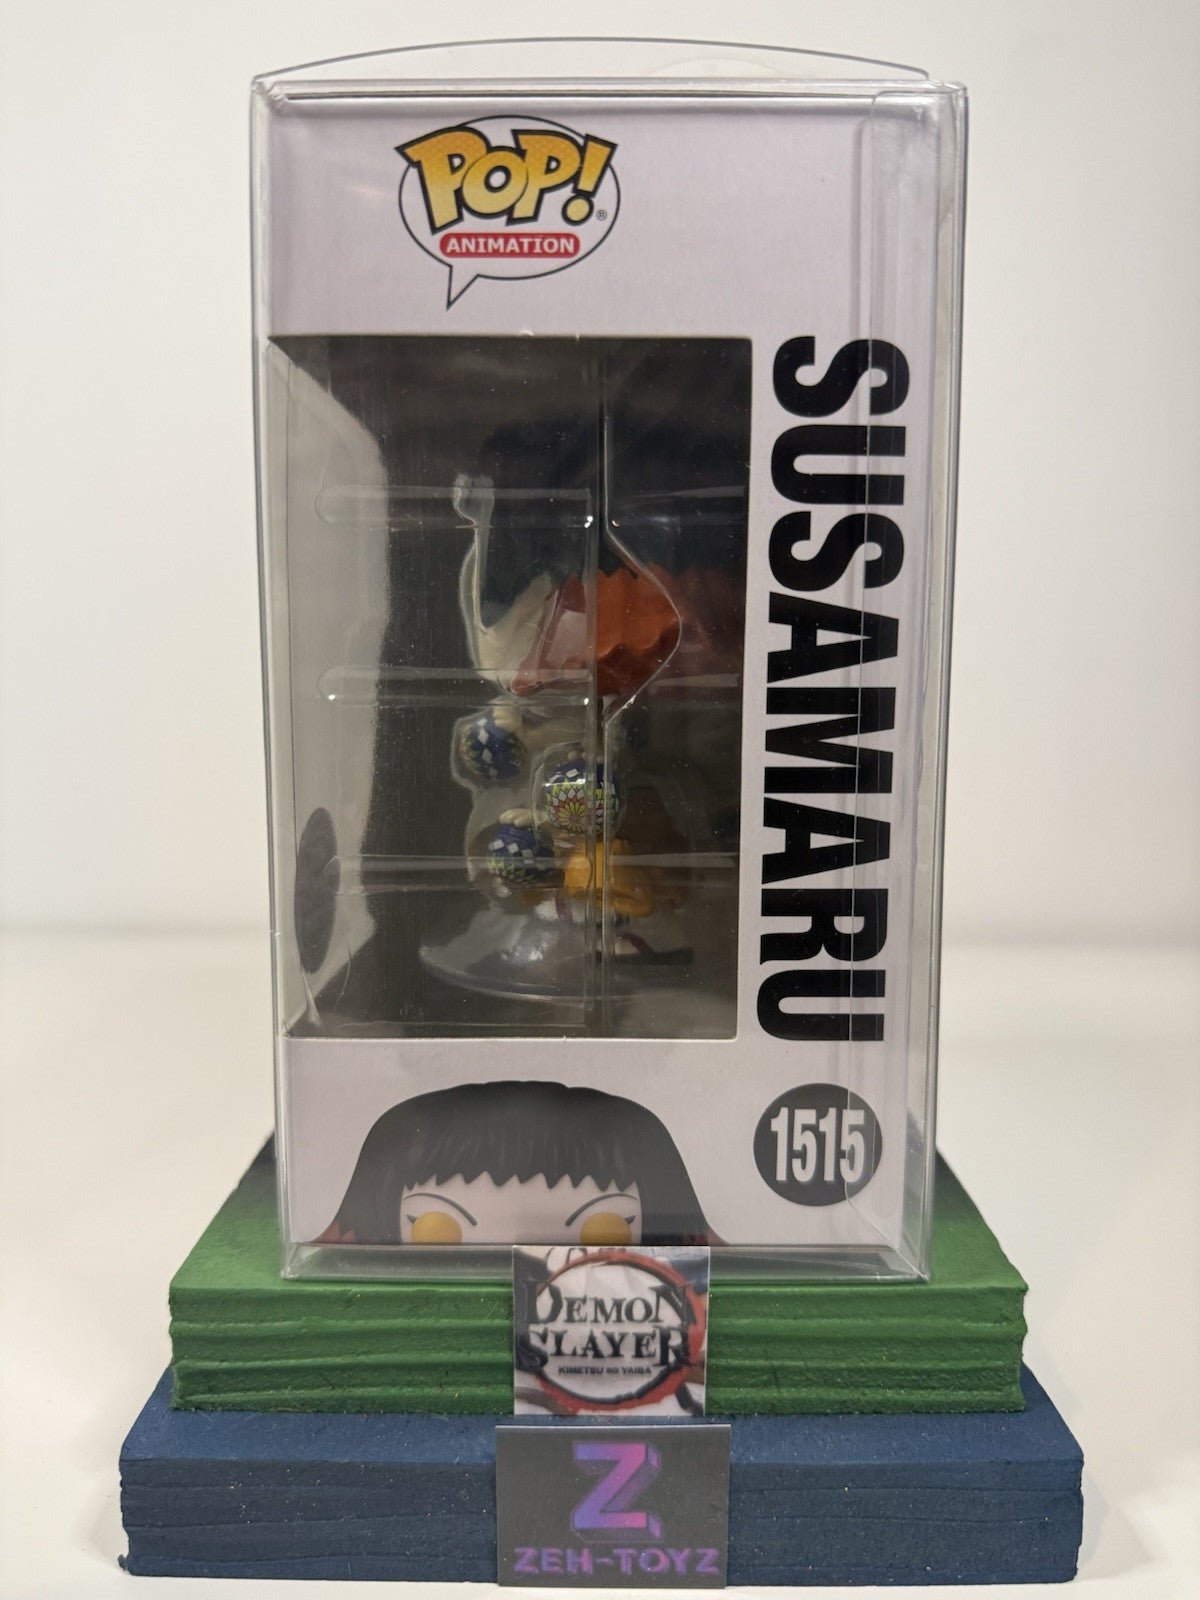 POP!
®
ANIMATION
SUSAMARU
1515
DEMON
SLAYER
KIMETSU NO YAIBA
Z
ZEH-TOYZ